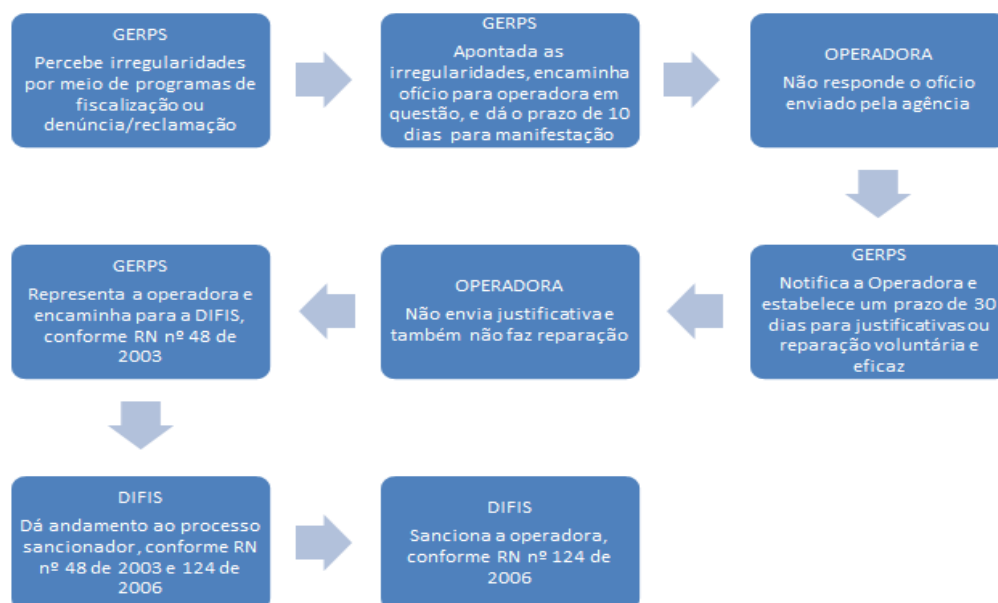 GERPS
Percebe irregularidades
por meio de programas de
fiscalização ou
denúncia/reclamação
GERPS
Apontada as
irregularidades, encaminha
ofício para operadora em
questão, e dá o prazo de 10
dias para manifestação
OPERADORA
Não responde o ofício
enviado pela agência
GERPS
Notifica a Operadora e
estabelece um prazo de 30
dias para justificativas ou
reparação voluntária e
eficaz
OPERADORA
Não envia justificativa e
também não faz reparação
GERPS
Representa a operadora e
encaminha para a DIFIS,
conforme RN nº 48 de
2003
DIFIS
Dá andamento ao processo
sancionador, conforme RN
nº 48 de 2003 e 124 de
2006
DIFIS
Sanciona a operadora,
conforme RN nº 124 de
2006